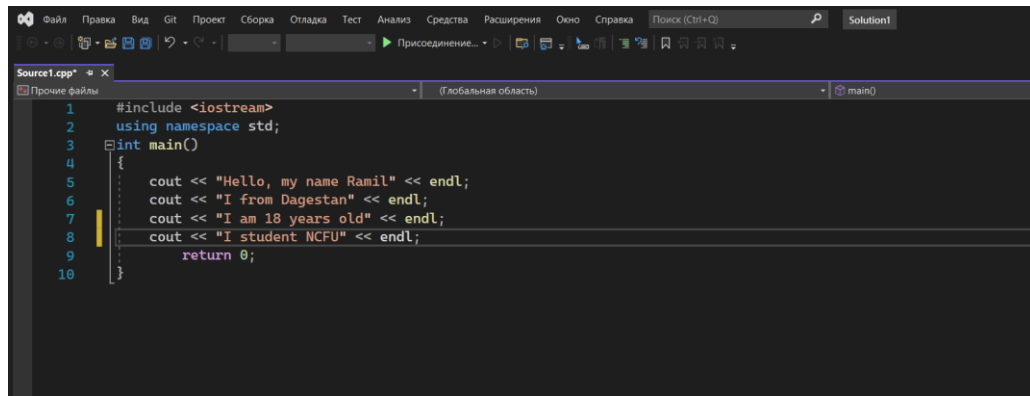 Файл Правка Вид Git Проект Сборка Отладка Тест Анализ Средства Расширения Окно Справка Поиск (Ctrl+Q) Solution1
Присоединение...
Source1.cpp*
Прочие файлы (Глобальная область) main()
1 #include <iostream>
2 using namespace std;
3 int main()
4 {
5 cout << "Hello, my name Ramil" << endl;
6 cout << "I from Dagestan" << endl;
7 cout << "I am 18 years old" << endl;
8 cout << "I student NCFU" << endl;
9 return 0;
10 }